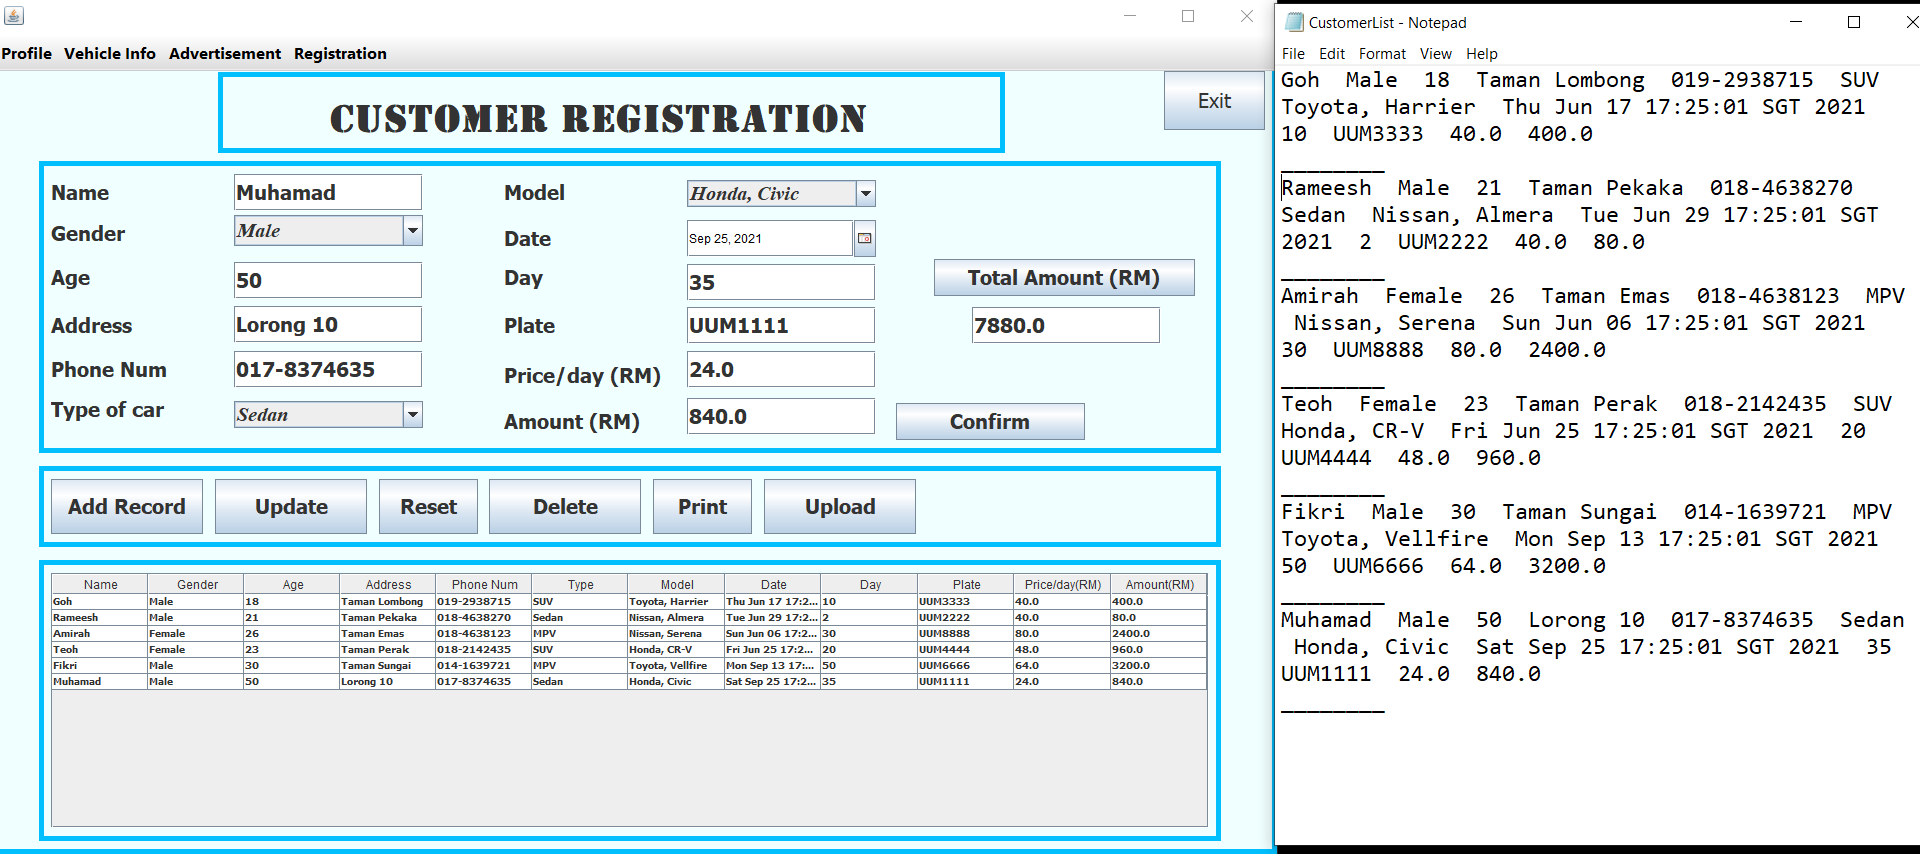 Profile Vehicle Info Advertisement Registration
CUSTOMER REGISTRATION
Exit
Name Muhamad Model Honda, Civic
Gender Male Date Sep 25, 2021
Age 50 Day 35 Total Amount (RM)
Address Lorong 10 Plate UUM1111 7880.0
Phone Num 017-8374635 Price/day (RM) 24.0
Type of car Sedan Amount (RM) 840.0 Confirm
Add Record Update Reset Delete Print Upload
Name Gender Age Address Phone Num Type Model Date Day Plate Price/day(RM) Amount(RM)
Goh Male 18 Taman Lombong 019-2938715 SUV Toyota, Harrier Thu Jun 17 17:2... 10 UUM3333 40.0 400.0
Rameesh Male 21 Taman Pekaka 018-4638270 Sedan Nissan, Almera Tue Jun 29 17:2... 2 UUM2222 40.0 80.0
Amirah Female 26 Taman Emas 018-4638123 MPV Nissan, Serena Sun Jun 06 17:2... 30 UUM8888 80.0 2400.0
Teoh Female 23 Taman Perak 018-2142435 SUV Honda, CR-V Fri Jun 25 17:2... 20 UUM4444 48.0 960.0
Fikri Male 30 Taman Sungai 014-1639721 MPV Toyota, Vellfire Mon Sep 13 17:... 50 UUM6666 64.0 3200.0
Muhamad Male 50 Lorong 10 017-8374635 Sedan Honda, Civic Sat Sep 25 17:2... 35 UUM1111 24.0 840.0
CustomerList - Notepad
File Edit Format View Help
Goh Male 18 Taman Lombong 019-2938715 SUV
Toyota, Harrier Thu Jun 17 17:25:01 SGT 2021
10 UUM3333 40.0 400.0
________
Rameesh Male 21 Taman Pekaka 018-4638270
Sedan Nissan, Almera Tue Jun 29 17:25:01 SGT
2021 2 UUM2222 40.0 80.0
________
Amirah Female 26 Taman Emas 018-4638123 MPV
Nissan, Serena Sun Jun 06 17:25:01 SGT 2021
30 UUM8888 80.0 2400.0
________
Teoh Female 23 Taman Perak 018-2142435 SUV
Honda, CR-V Fri Jun 25 17:25:01 SGT 2021 20
UUM4444 48.0 960.0
________
Fikri Male 30 Taman Sungai 014-1639721 MPV
Toyota, Vellfire Mon Sep 13 17:25:01 SGT 2021
50 UUM6666 64.0 3200.0
________
Muhamad Male 50 Lorong 10 017-8374635 Sedan
Honda, Civic Sat Sep 25 17:25:01 SGT 2021 35
UUM1111 24.0 840.0
________